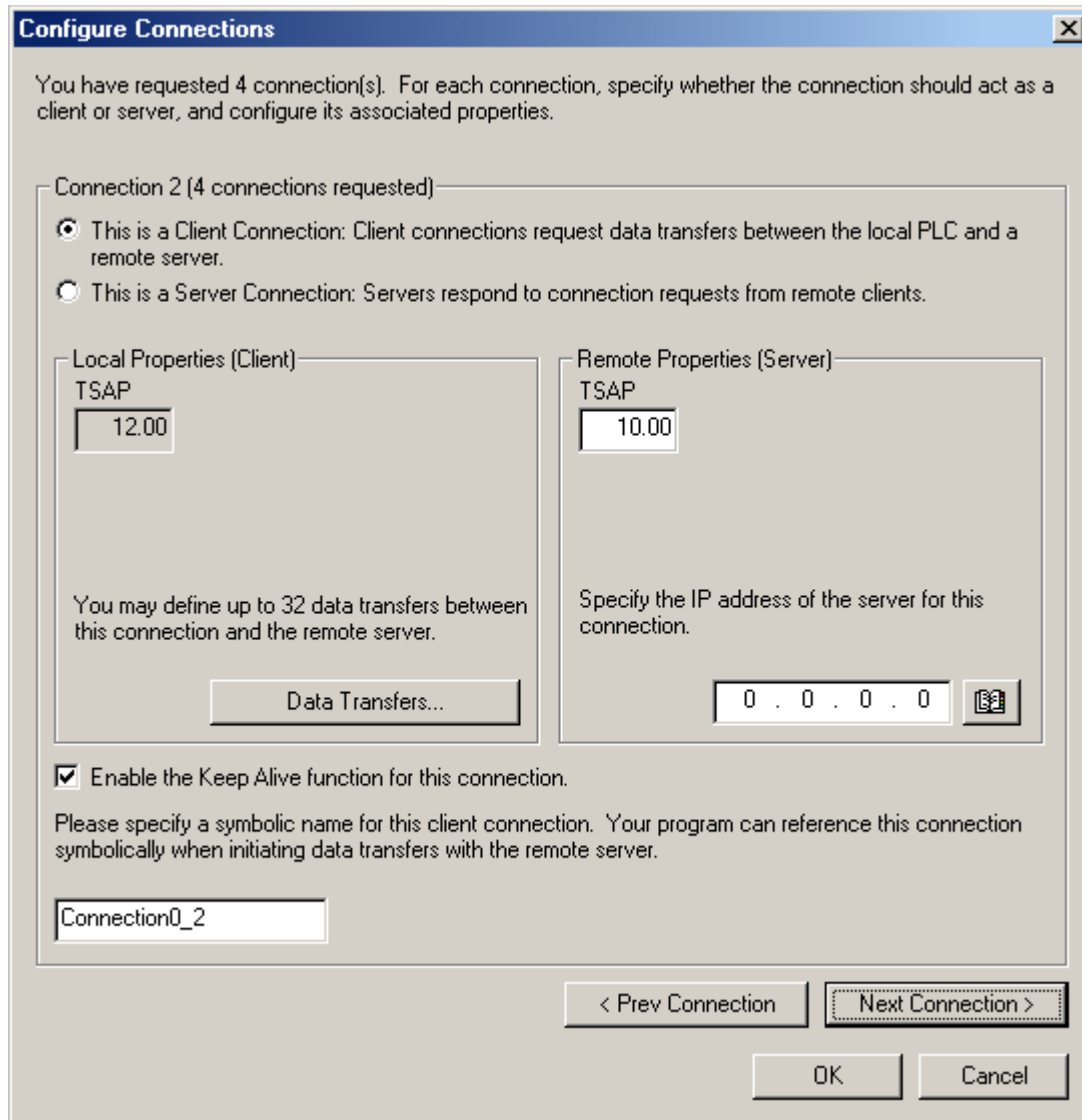 Configure Connections
You have requested 4 connection(s). For each connection, specify whether the connection should act as a
client or server, and configure its associated properties.
Connection 2 (4 connections requested)
This is a Client Connection: Client connections request data transfers between the local PLC and a
remote server.
This is a Server Connection: Servers respond to connection requests from remote clients.
Local Properties (Client)
TSAP
12.00
You may define up to 32 data transfers between
this connection and the remote server.
Data Transfers...
Remote Properties (Server)
TSAP
10.00
Specify the IP address of the server for this
connection.
0 . 0 . 0 . 0
Enable the Keep Alive function for this connection.
Please specify a symbolic name for this client connection. Your program can reference this connection
symbolically when initiating data transfers with the remote server.
Connection0_2
< Prev Connection
Next Connection >
OK
Cancel